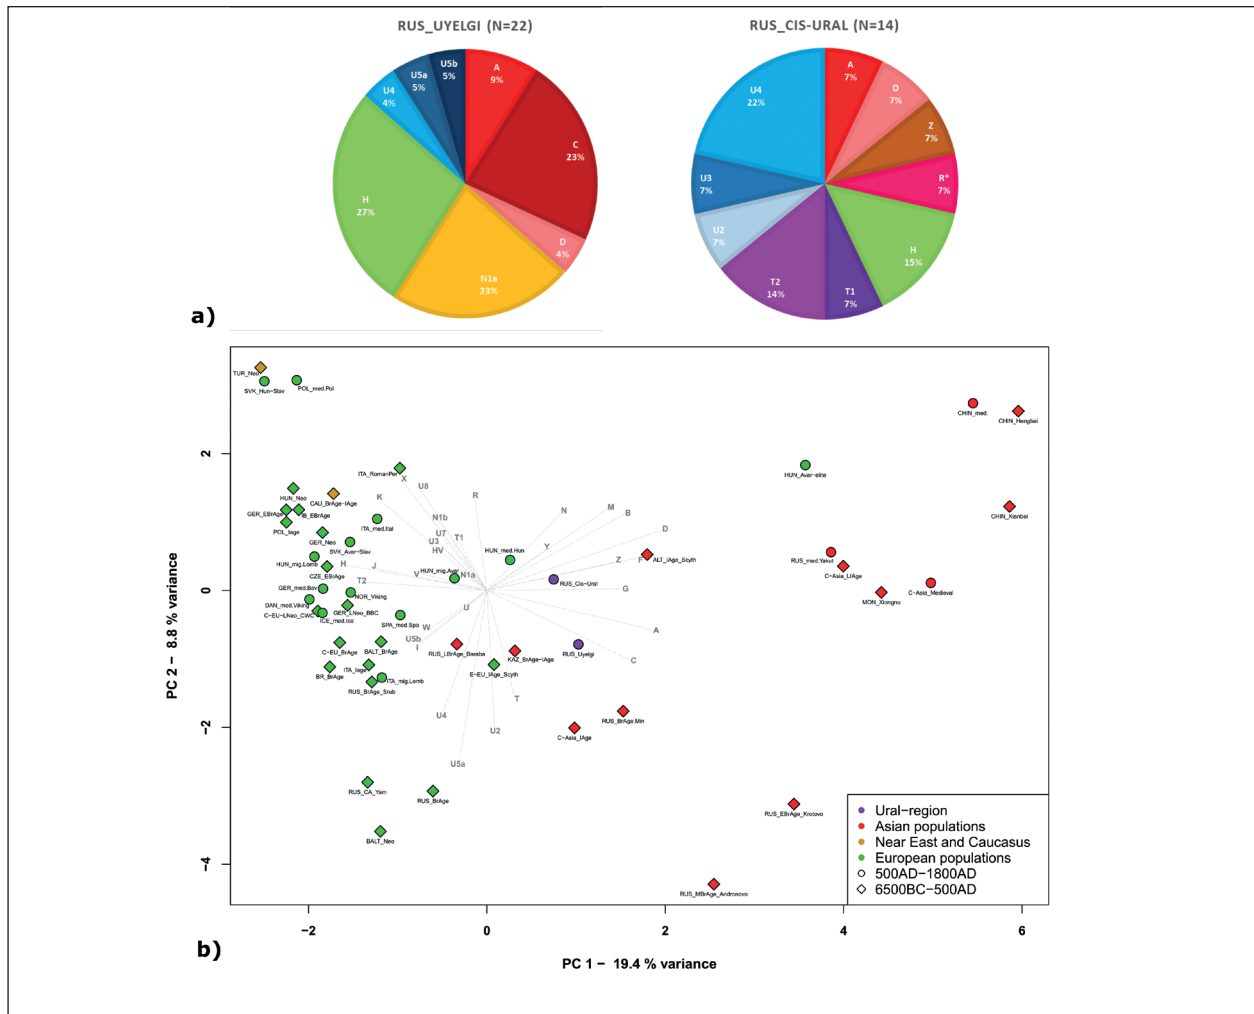 RUS_UYELGI (N=22)
RUS_CIS-URAL (N=14)
A
9%
C
23%
D
4%
N1a
23%
H
27%
U4
4%
U5a
5%
U5b
5%
A
7%
D
7%
Z
7%
R*
7%
H
15%
T1
7%
T2
14%
U2
7%
U3
7%
U4
22%
a)
TUR_Neo
SVK_Hun-Slav
POL_med.Pol
CHIN_med.
CHIN_Hengbei
ITA_RomanPer
HUN_Avar-elite
HUN_Neo
CAU_BrAge-IAge
GER_EBrAge
IB_EBrAge
POL_Iage
ITA_med.Ital
CHIN_Xianbei
GER_Neo
SVK_Avar-Slav
HUN_mig.Lomb
CZE_EBrAge
HUN_med.Hun
HUN_mig.Avar
RUS_Cis-Ural
ALT_IAge_Scyth
RUS_med.Yakut
C-Asia_LIAge
C-Asia_Medieval
MON_Xiongnu
GER_med.Bav
NOR_Viking
DAN_med.Viking
GER_LNeo_BBC
C-EU-LNeo_CWC
ICE_med.Ice
SPA_med.Spa
C-EU_BrAge
BALT_BrAge
BR_BrAge
ITA_Iage
RUS_BrAge_Srub
ITA_mig.Lomb
RUS_LBrAge_Baraba
KAZ_BrAge-IAge
E-EU_IAge_Scyth
RUS_Uyelgi
RUS_BrAge.Min
C-Asia_IAge
RUS_CA_Yam
RUS_BrAge
BALT_Neo
RUS_EBrAge_Krotovo
RUS_MBrAge_Andronovo
X
U8
K
R
N1b
U7
U3
T1
HV
H
J
T2
V
N1a
U
W
U5b
I
U4
U2
U5a
T
N
M
B
D
Y
Z
F
G
A
C
2
0
−2
−4
PC 2 − 8.8 % variance
−2
0
2
4
6
PC 1 − 19.4 % variance
Ural-region
Asian populations
Near East and Caucasus
European populations
500AD−1800AD
6500BC−500AD
b)